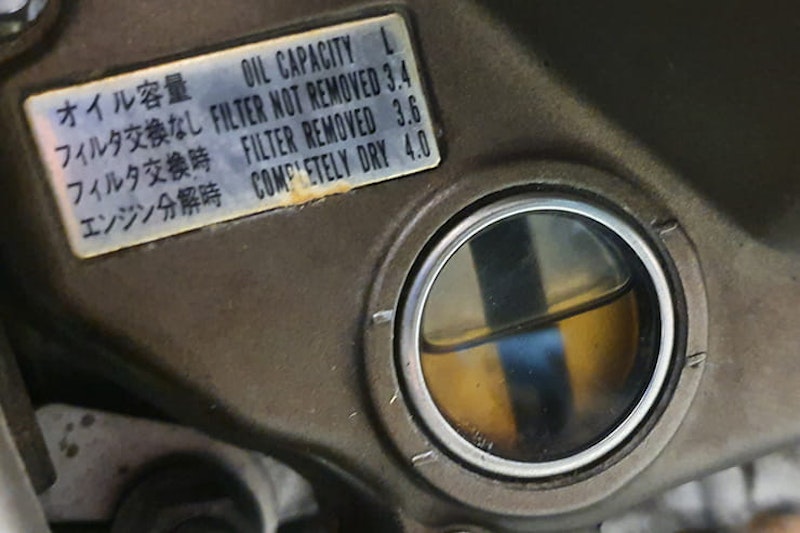 オイル容量 OIL CAPACITY L
フィルタ交換なし FILTER NOT REMOVED 3.4
フィルタ交換時 FILTER REMOVED 3.6
エンジン分解時 COMPLETELY DRY 4.0